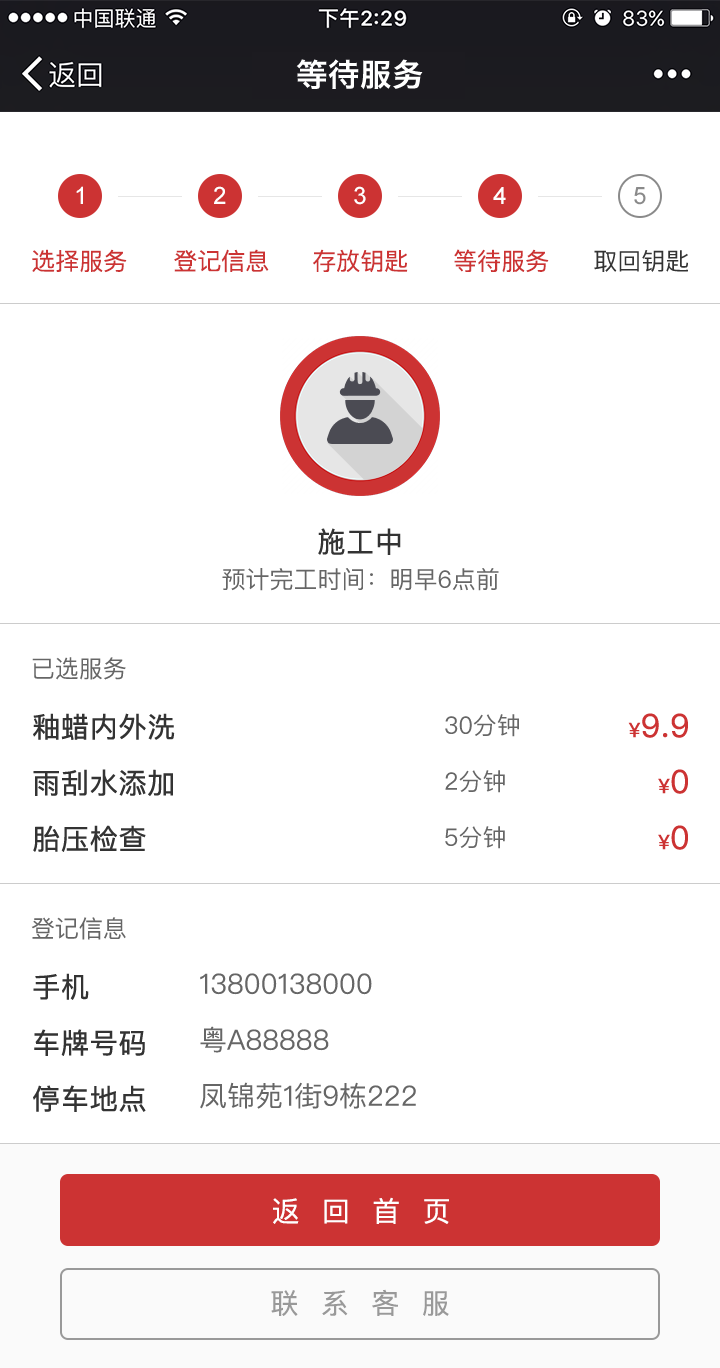 中国联通 下午2:29 83%
返回 等待服务
1 2 3 4 5
选择服务 登记信息 存放钥匙 等待服务 取回钥匙
施工中
预计完工时间：明早6点前
已选服务
釉蜡内外洗 30分钟 ¥9.9
雨刮水添加 2分钟 ¥0
胎压检查 5分钟 ¥0
登记信息
手机 13800138000
车牌号码 粤A88888
停车地点 凤锦苑1街9栋222
返回首页
联系客服